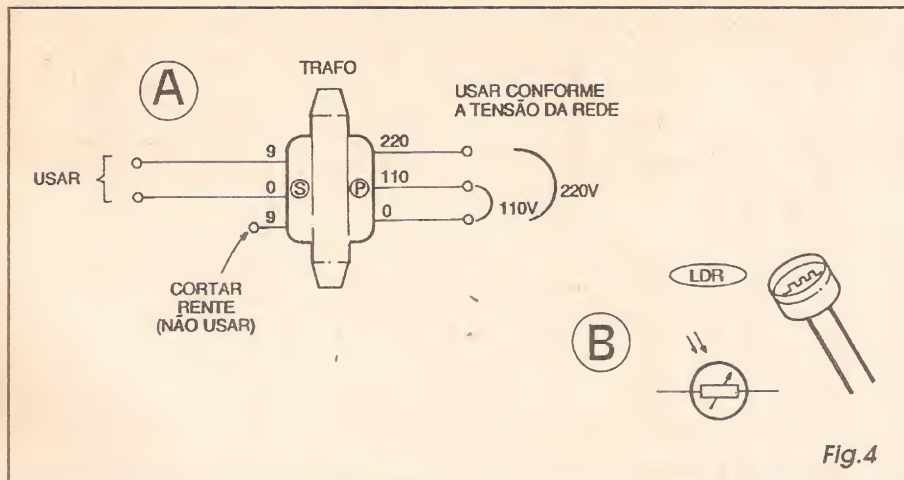 A
TRAFO
USAR CONFORME
A TENSÃO DA REDE
USAR
9
0
9
S
P
220
110
0
110V
220V
CORTAR
RENTE
(NÃO USAR)
LDR
B
Fig.4